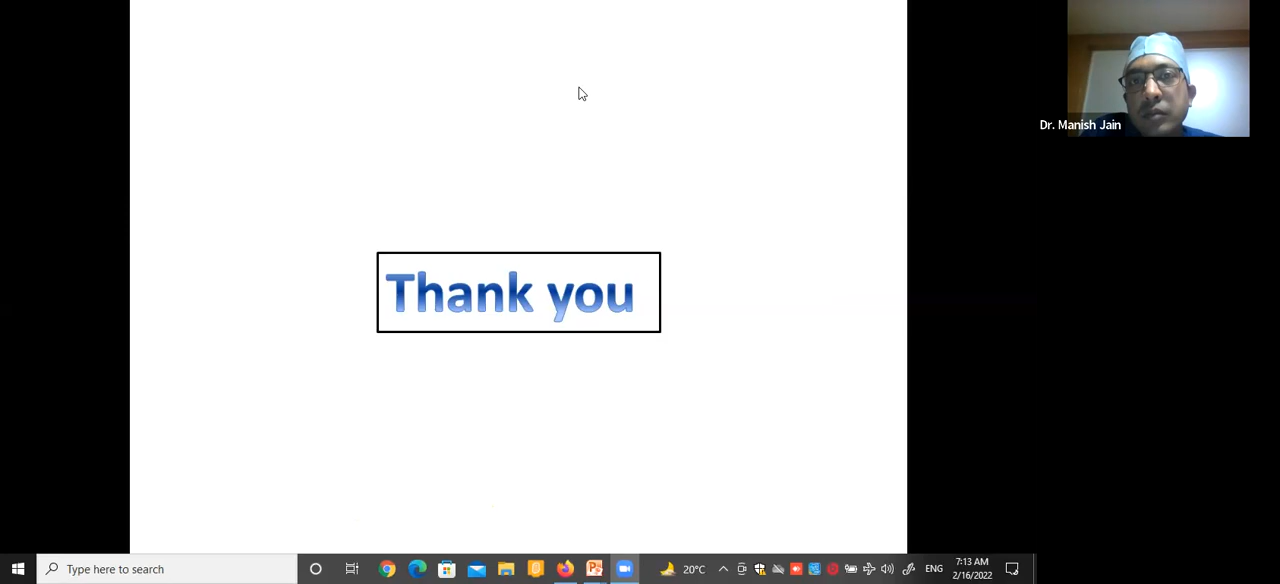 Dr. Manish Jain
Thank you
Type here to search
20°C
ENG
7:13 AM
2/16/2022